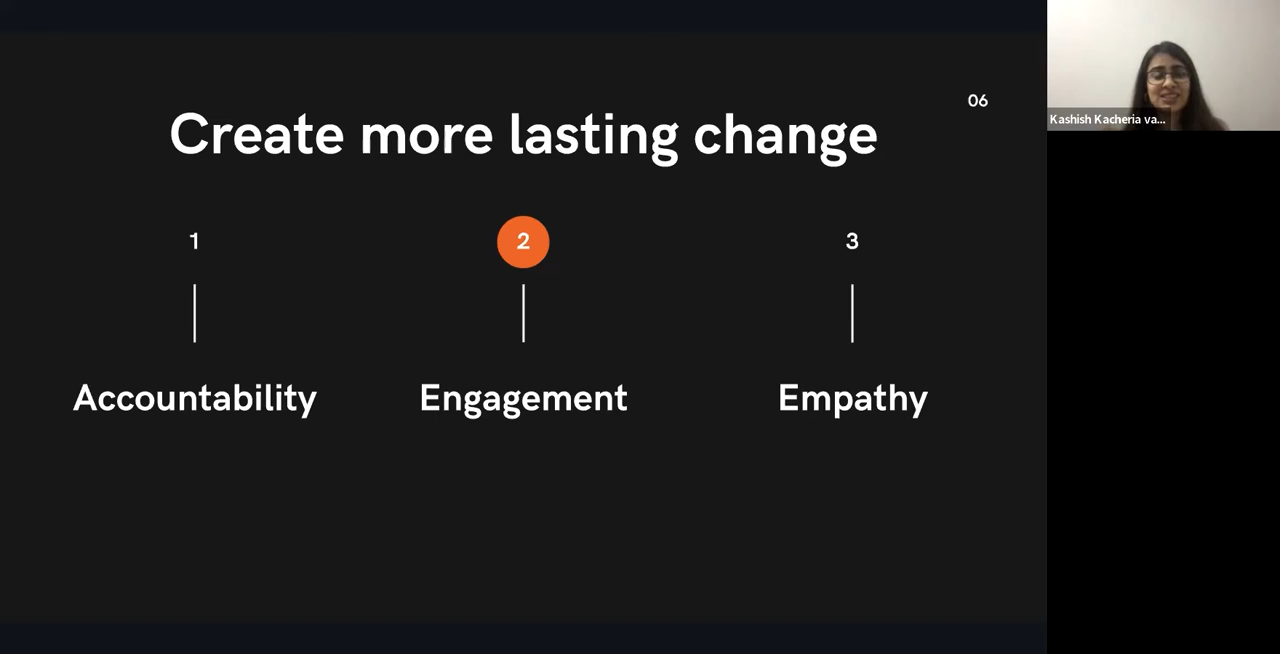 06
Create more lasting change
1
2
3
Accountability
Engagement
Empathy
Kashish Kacheria va...